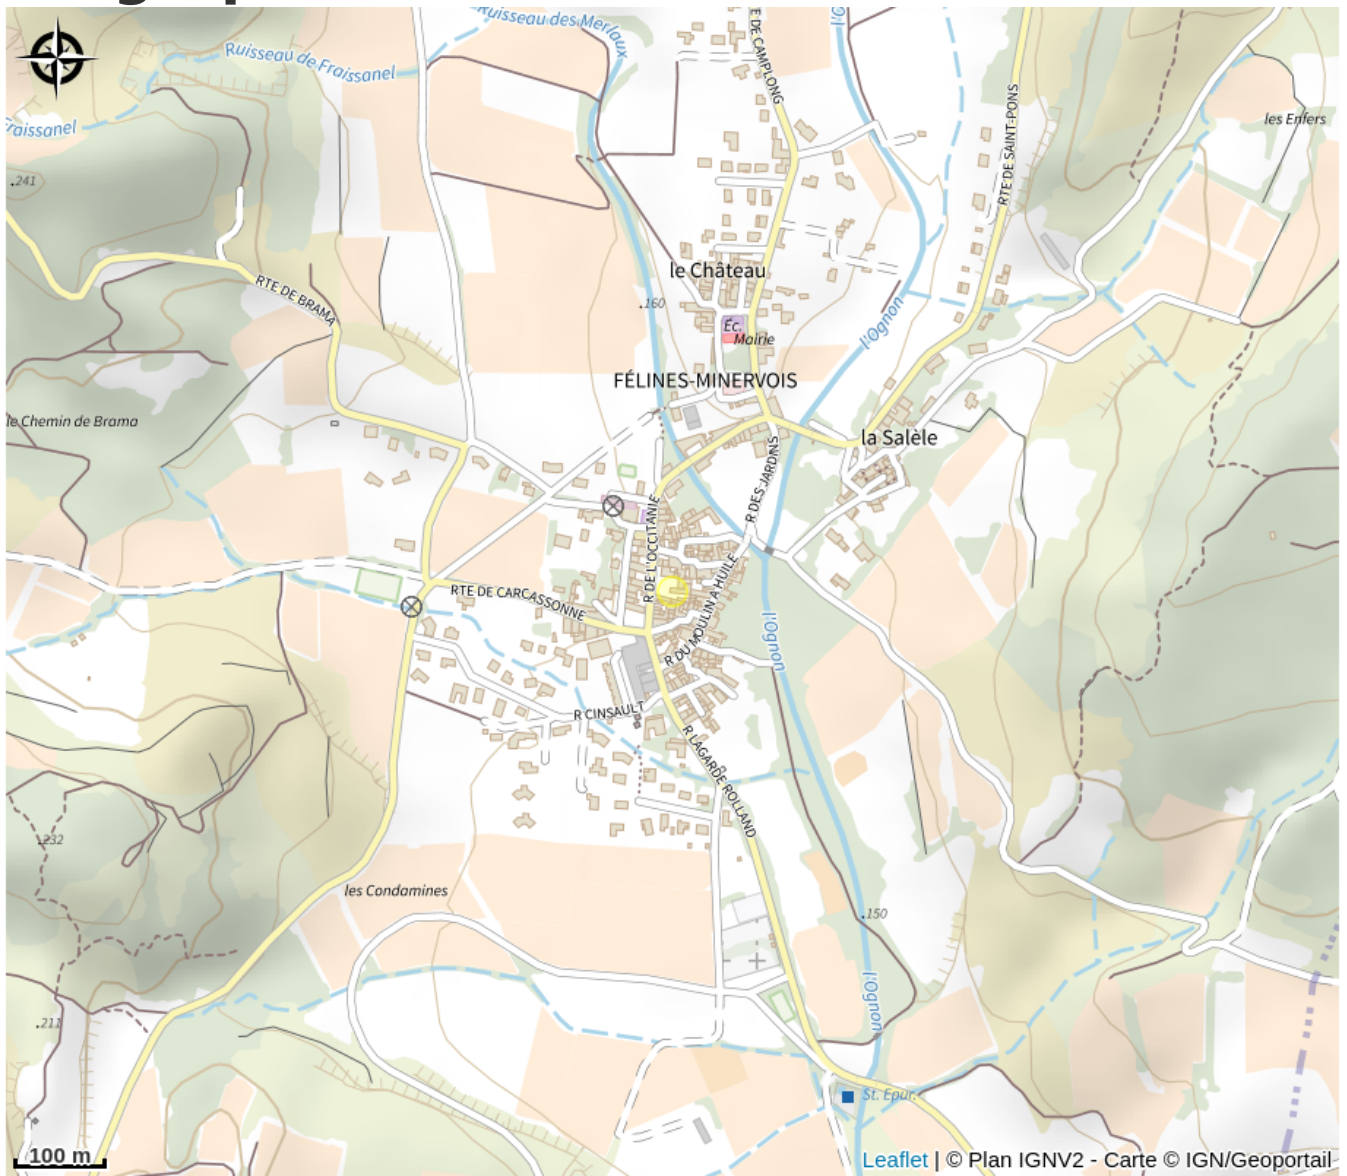 Ruisseau des Merlaux
Ruisseau de Fraissanel
Fraissanel
TE DE CAMPLONG
l'O
RTE DE SAINT-PONS
les Enfers
.241
le Château
RTE DE BRAMA
.160
l'Ognon
Éc.
Mairie
FÉLINES-MINERVOIS
le Chemin de Brama
la Salèle
R DES JARDINS
R DE L'OCCITANIE
RTE DE CARCASSONNE
R DU MOULIN A HUILE
l'Ognon
R CINSAULT
R LAGARDE ROLLAND
.232
les Condamines
.150
l'Ognon
.211
St. Epur.
100 m
Leaflet | © Plan IGNV2 - Carte © IGN/Geoportail